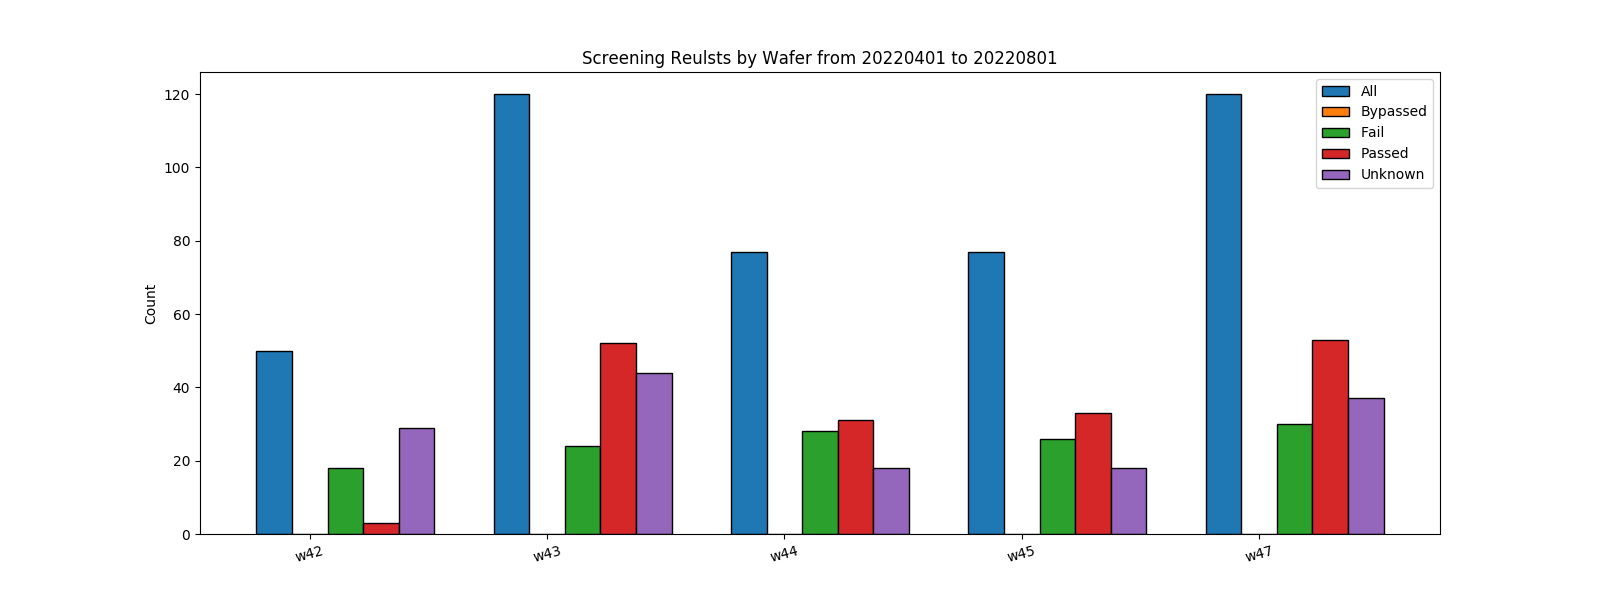 Screening Reulsts by Wafer from 20220401 to 20220801
All
Bypassed
Fail
Passed
Unknown
Count
120
100
80
60
40
20
0
w42
w43
w44
w45
w47